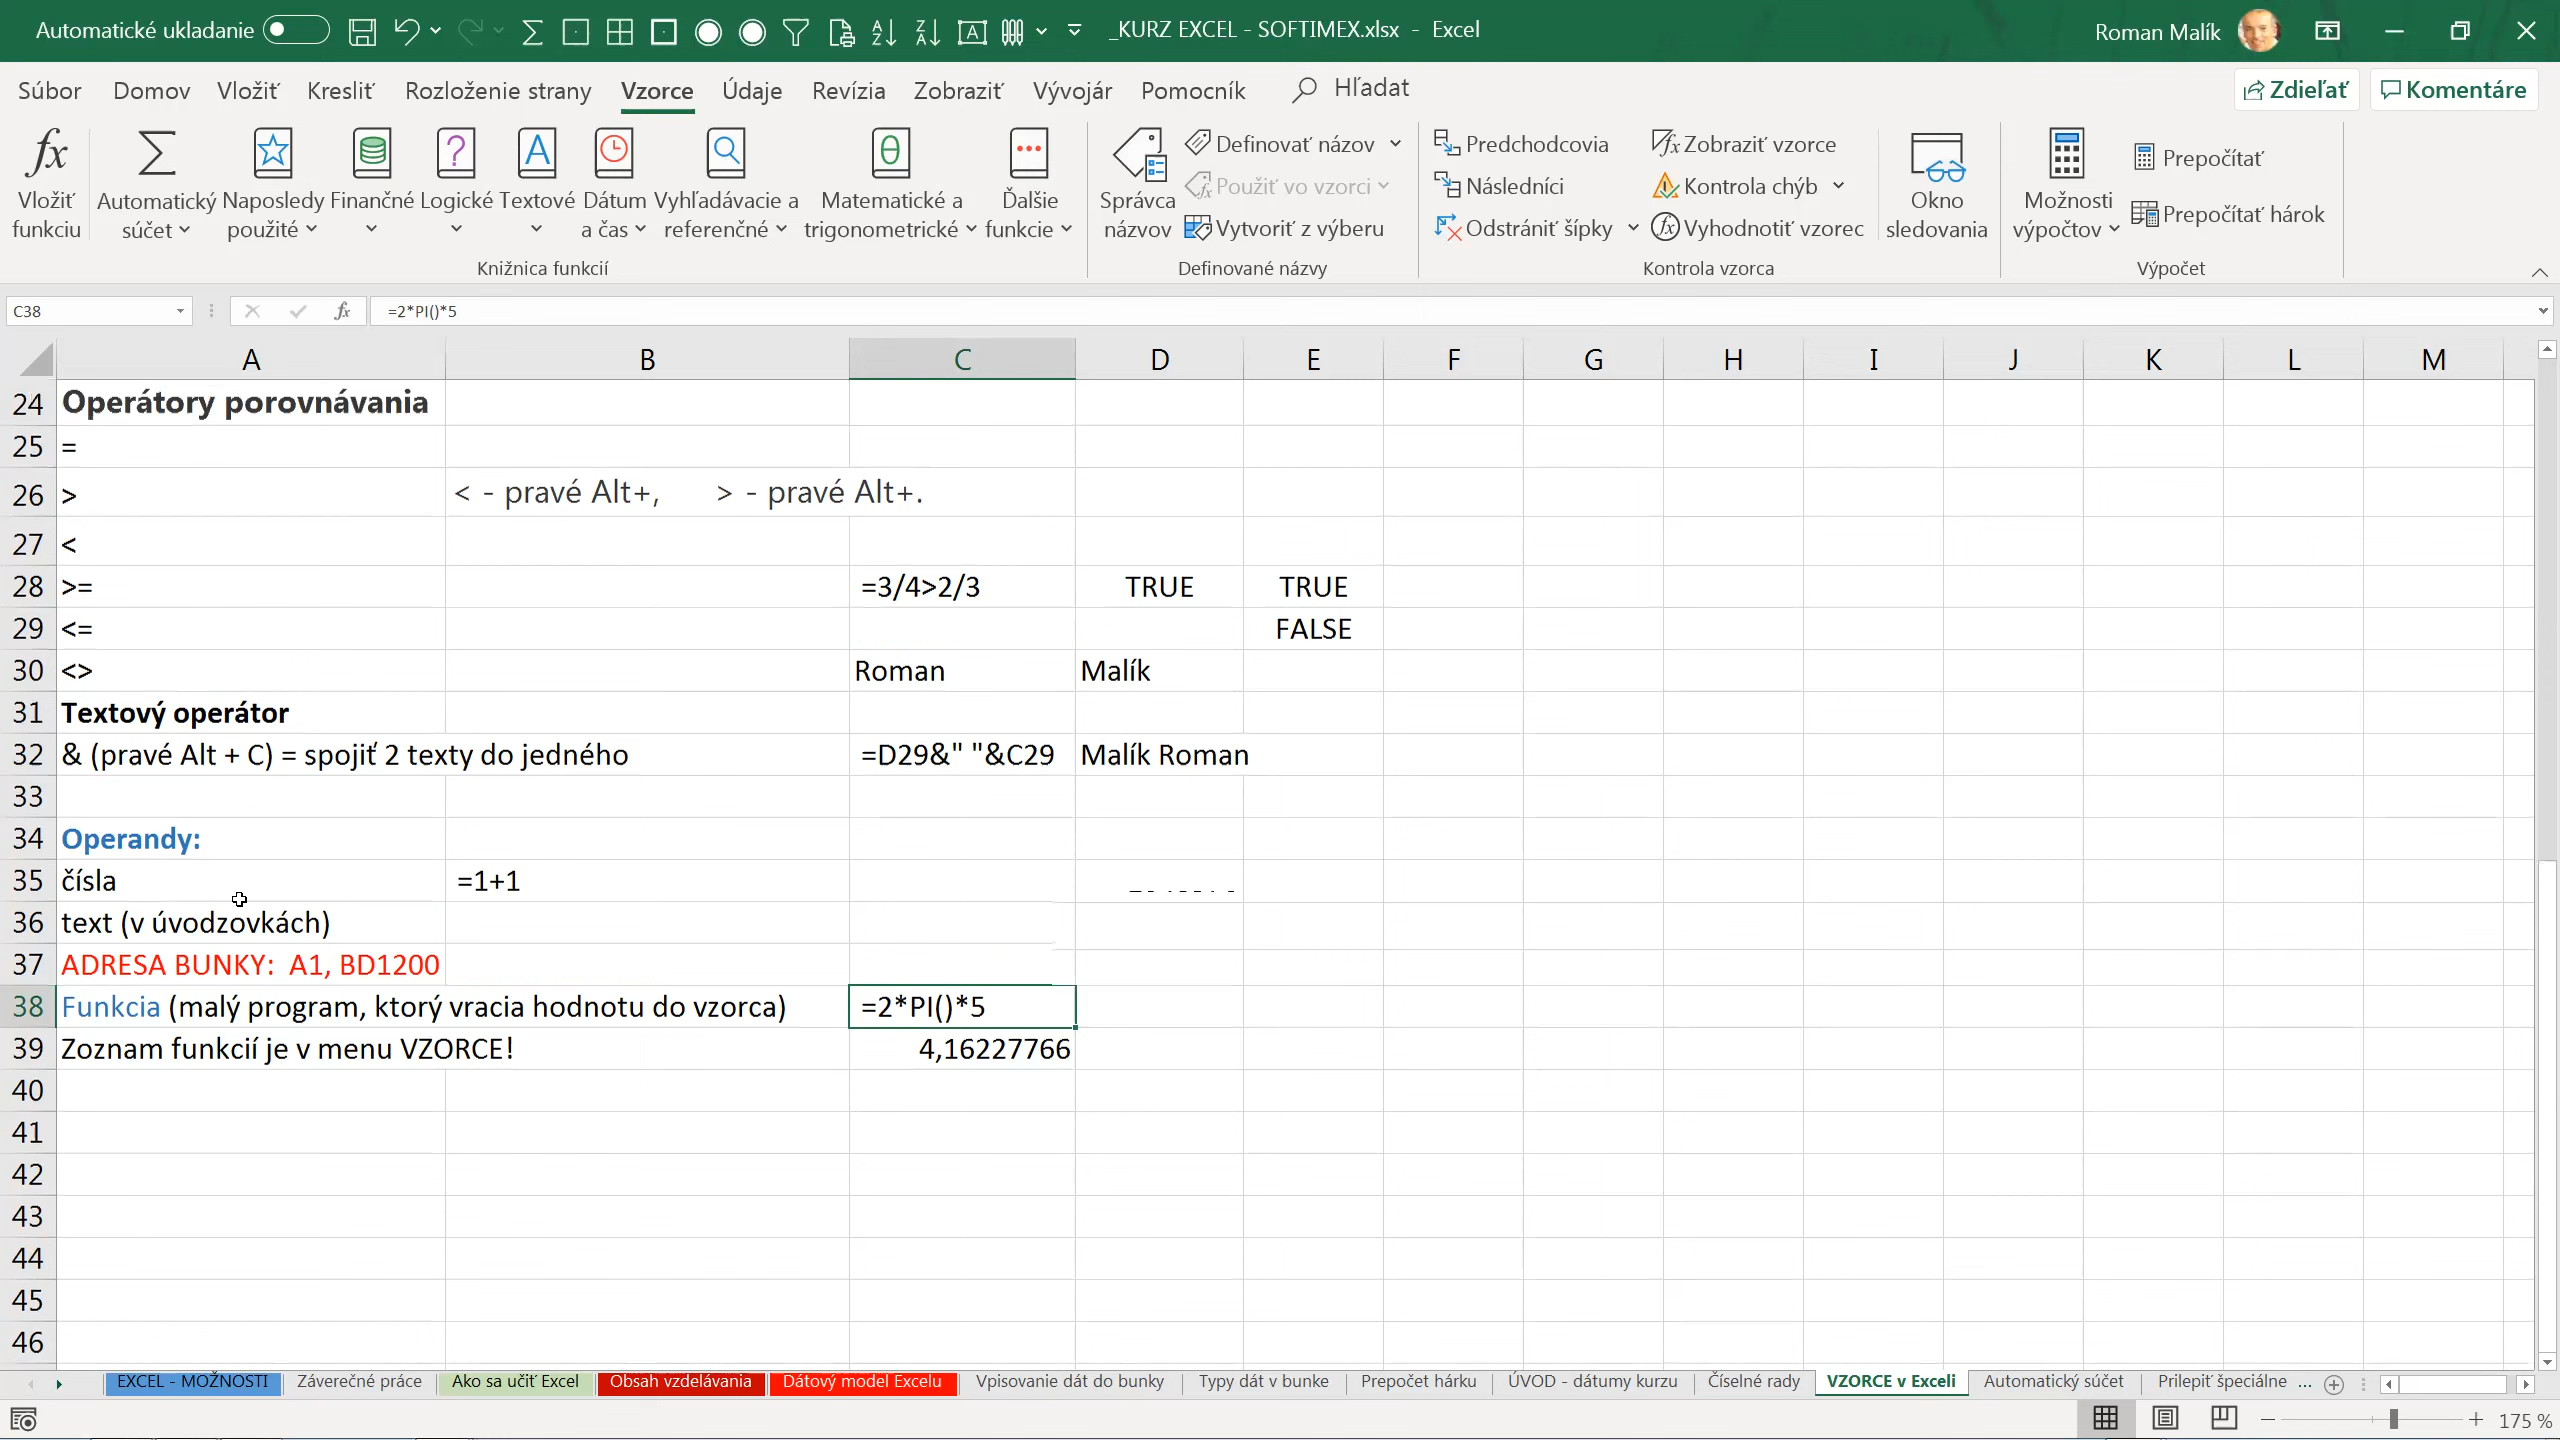 Automatické ukladanie _KURZ EXCEL - SOFTIMEX.xlsx - Excel Roman Malík
Súbor Domov Vložiť Kresliť Rozloženie strany Vzorce Údaje Revízia Zobraziť Vývojár Pomocník Hľadat Zdieľať Komentáre
Vložiť funkciu
Automatický súčet
Naposledy použité
Finančné
Logické
Textové
Dátum a čas
Vyhľadávacie a referenčné
Matematické a trigonometrické
Ďalšie funkcie
Knižnica funkcií
Správca názvov
Definovať názov
Použiť vo vzorci
Vytvoriť z výberu
Definované názvy
Predchodcovia
Následníci
Odstrániť šípky
Zobraziť vzorce
Kontrola chýb
Vyhodnotiť vzorec
Kontrola vzorca
Okno sledovania
Možnosti výpočtov
Prepočítať
Prepočítať hárok
Výpočet
C38 fx =2*PI()*5
A B C D E F G H I J K L M
24 Operátory porovnávania
25 =
26 > < - pravé Alt+, > - pravé Alt+.
27 <
28 >= =3/4>2/3 TRUE TRUE
29 <= FALSE
30 <> Roman Malík
31 Textový operátor
32 & (pravé Alt + C) = spojiť 2 texty do jedného =D29&" "&C29 Malík Roman
33
34 Operandy:
35 čísla =1+1
36 text (v úvodzovkách)
37 ADRESA BUNKY: A1, BD1200
38 Funkcia (malý program, ktorý vracia hodnotu do vzorca) =2*PI()*5
39 Zoznam funkcií je v menu VZORCE! 4,16227766
40
41
42
43
44
45
46
EXCEL - MOŽNOSTI Záverečné práce Ako sa učiť Excel Obsah vzdelávania Dátový model Excelu Vpisovanie dát do bunky Typy dát v bunke Prepočet hárku ÚVOD - dátumy kurzu Číselné rady VZORCE v Exceli Automatický súčet Prilepiť špeciálne ...
175 %